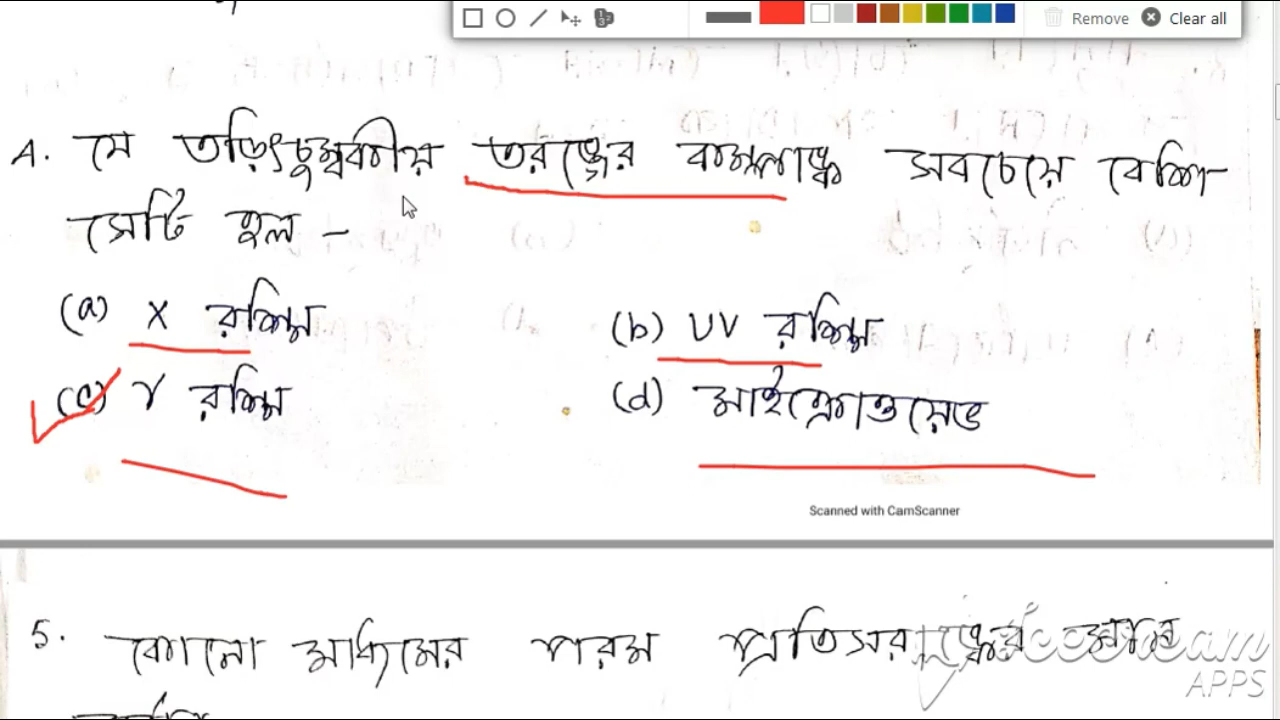 Remove Clear all
4. যে তড়িৎচুম্বকীয় তরঙ্গের কম্পাঙ্ক সবচেয়ে বেশি
সেটি হল –
(a) X রশ্মি (b) UV রশ্মি
(c) γ রশ্মি (d) মাইক্রোওয়েভ
Scanned with CamScanner
5. কোনো মাধ্যমের পরম প্রতিসরাঙ্কের মান
IceCream
APPS